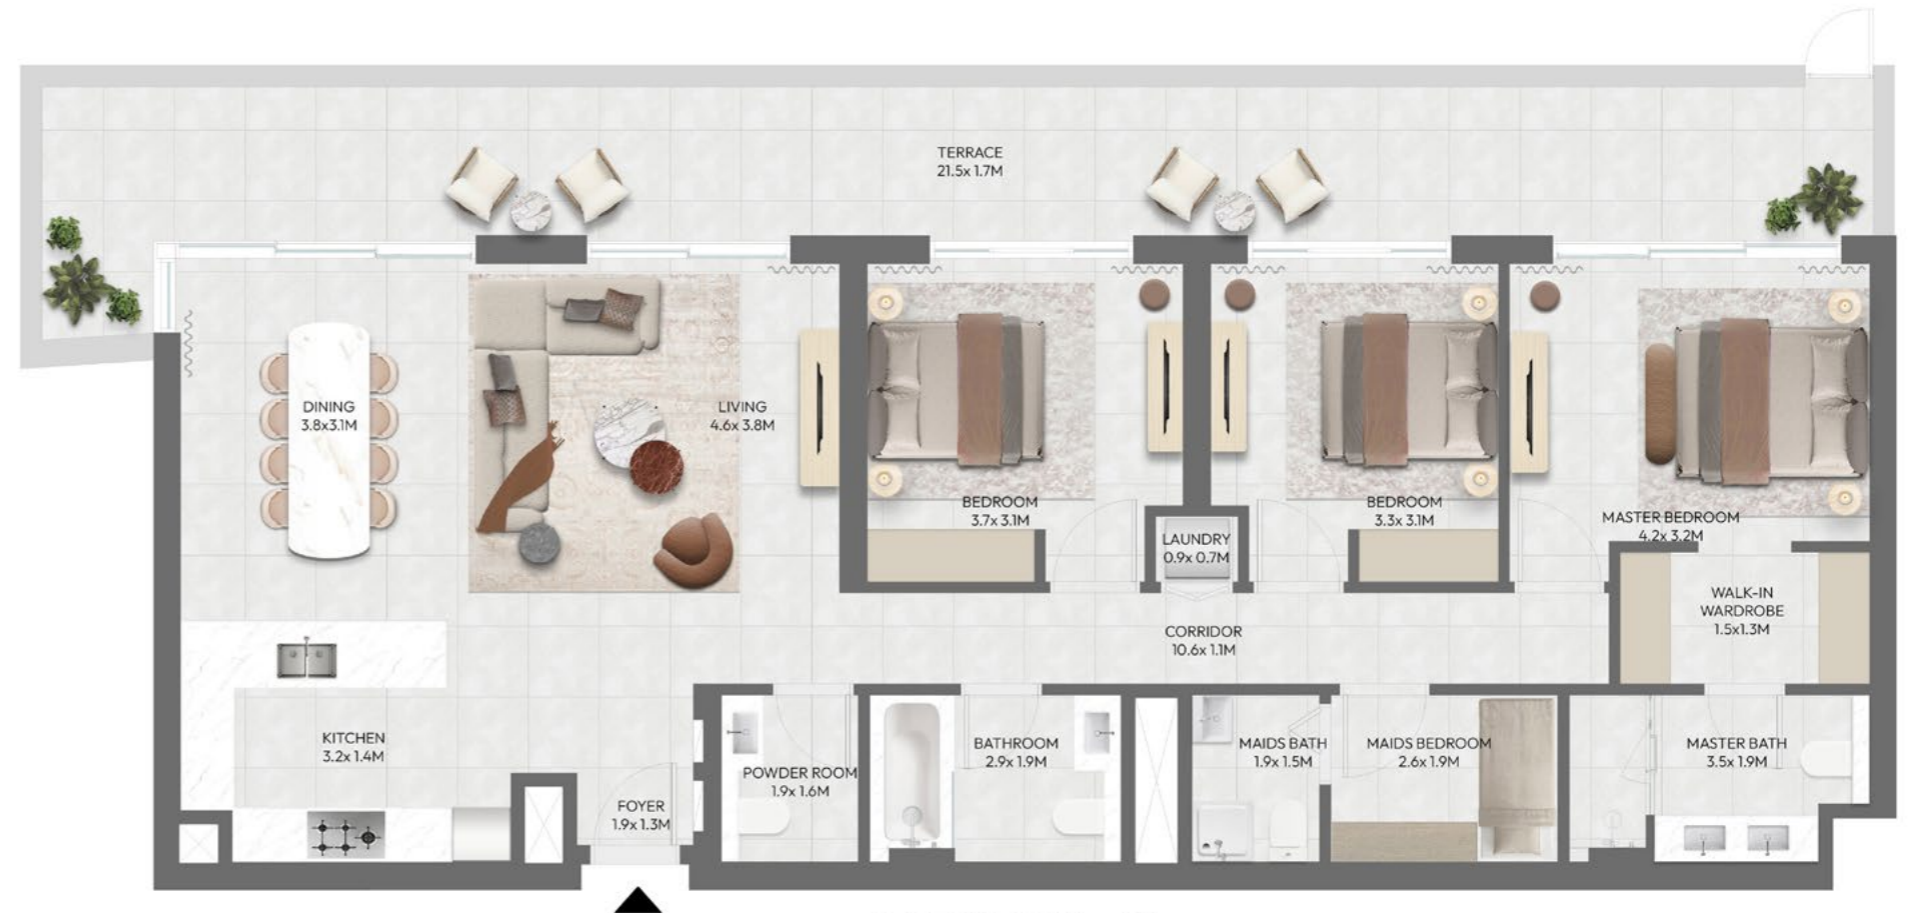 TERRACE
21.5x 1.7M
DINING
3.8x3.1M
LIVING
4.6x 3.8M
BEDROOM
3.7x 3.1M
BEDROOM
3.3x 3.1M
MASTER BEDROOM
4.2x 3.2M
LAUNDRY
0.9x 0.7M
WALK-IN
WARDROBE
1.5x1.3M
CORRIDOR
10.6x 1.1M
KITCHEN
3.2x 1.4M
FOYER
1.9x 1.3M
POWDER ROOM
1.9x 1.6M
BATHROOM
2.9x 1.9M
MAIDS BATH
1.9x 1.5M
MAIDS BEDROOM
2.6x 1.9M
MASTER BATH
3.5x 1.9M